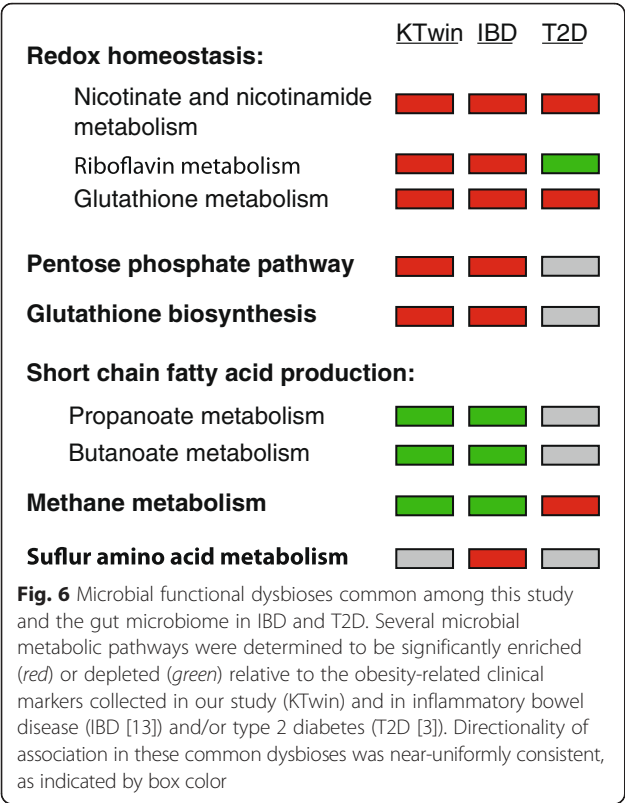 KTwin IBD T2D
Redox homeostasis:
Nicotinate and nicotinamide
metabolism
Riboflavin metabolism
Glutathione metabolism
Pentose phosphate pathway
Glutathione biosynthesis
Short chain fatty acid production:
Propanoate metabolism
Butanoate metabolism
Methane metabolism
Suflur amino acid metabolism
Fig. 6 Microbial functional dysbioses common among this study
and the gut microbiome in IBD and T2D. Several microbial
metabolic pathways were determined to be significantly enriched
(red) or depleted (green) relative to the obesity-related clinical
markers collected in our study (KTwin) and in inflammatory bowel
disease (IBD [13]) and/or type 2 diabetes (T2D [3]). Directionality of
association in these common dysbioses was near-uniformly consistent,
as indicated by box color